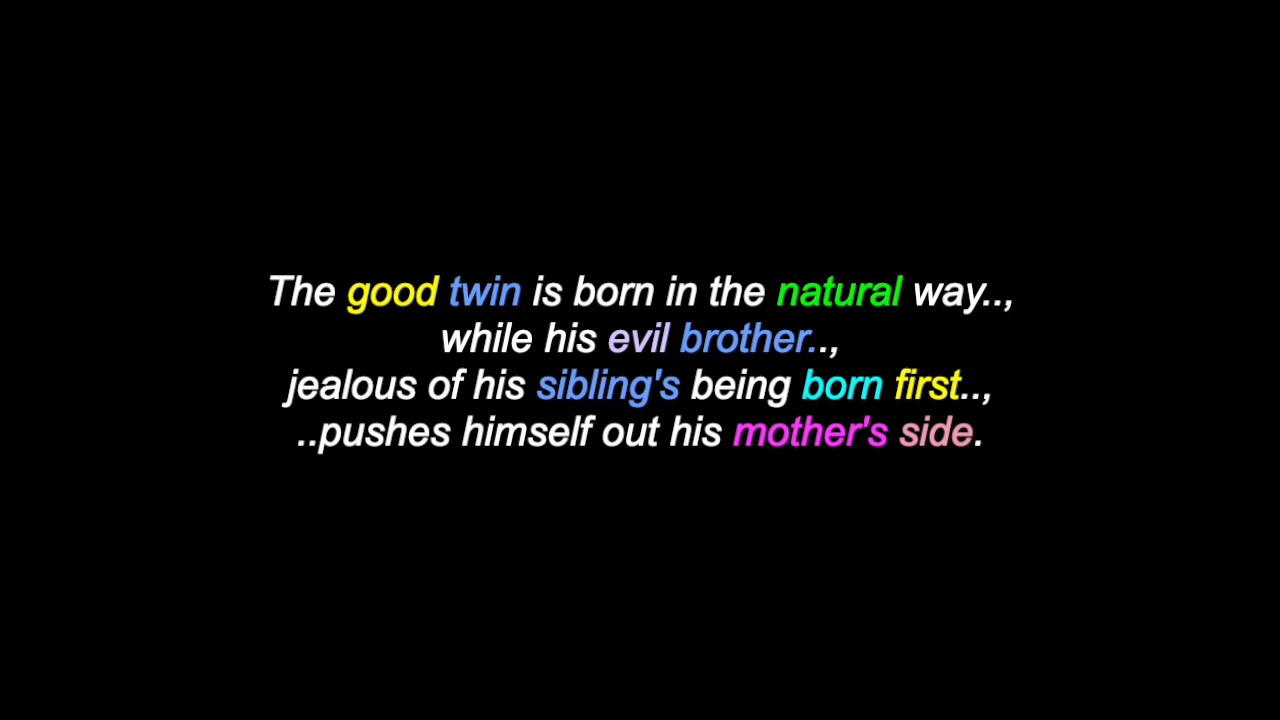 The good twin is born in the natural way..,
while his evil brother..,
jealous of his sibling's being born first..,
..pushes himself out his mother's side.